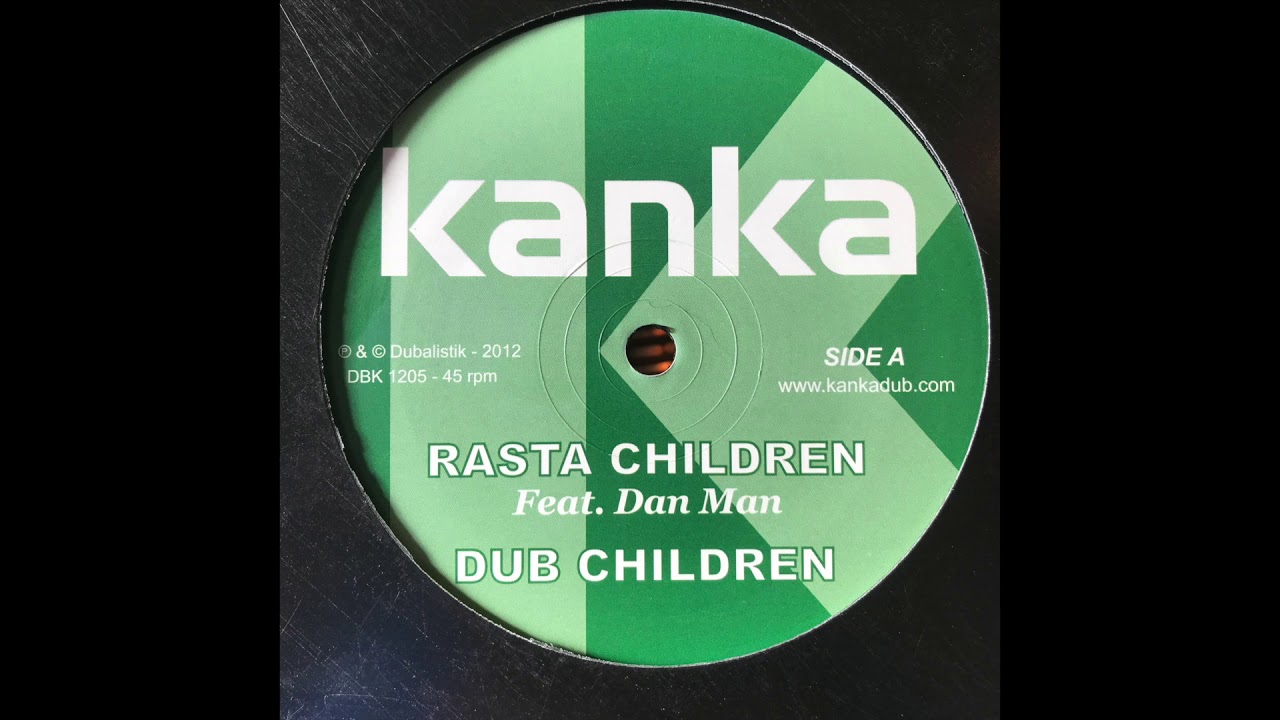 kanka
℗ & © Dubalistik - 2012
DBK 1205 - 45 rpm
SIDE A
www.kankadub.com
RASTA CHILDREN
Feat. Dan Man
DUB CHILDREN